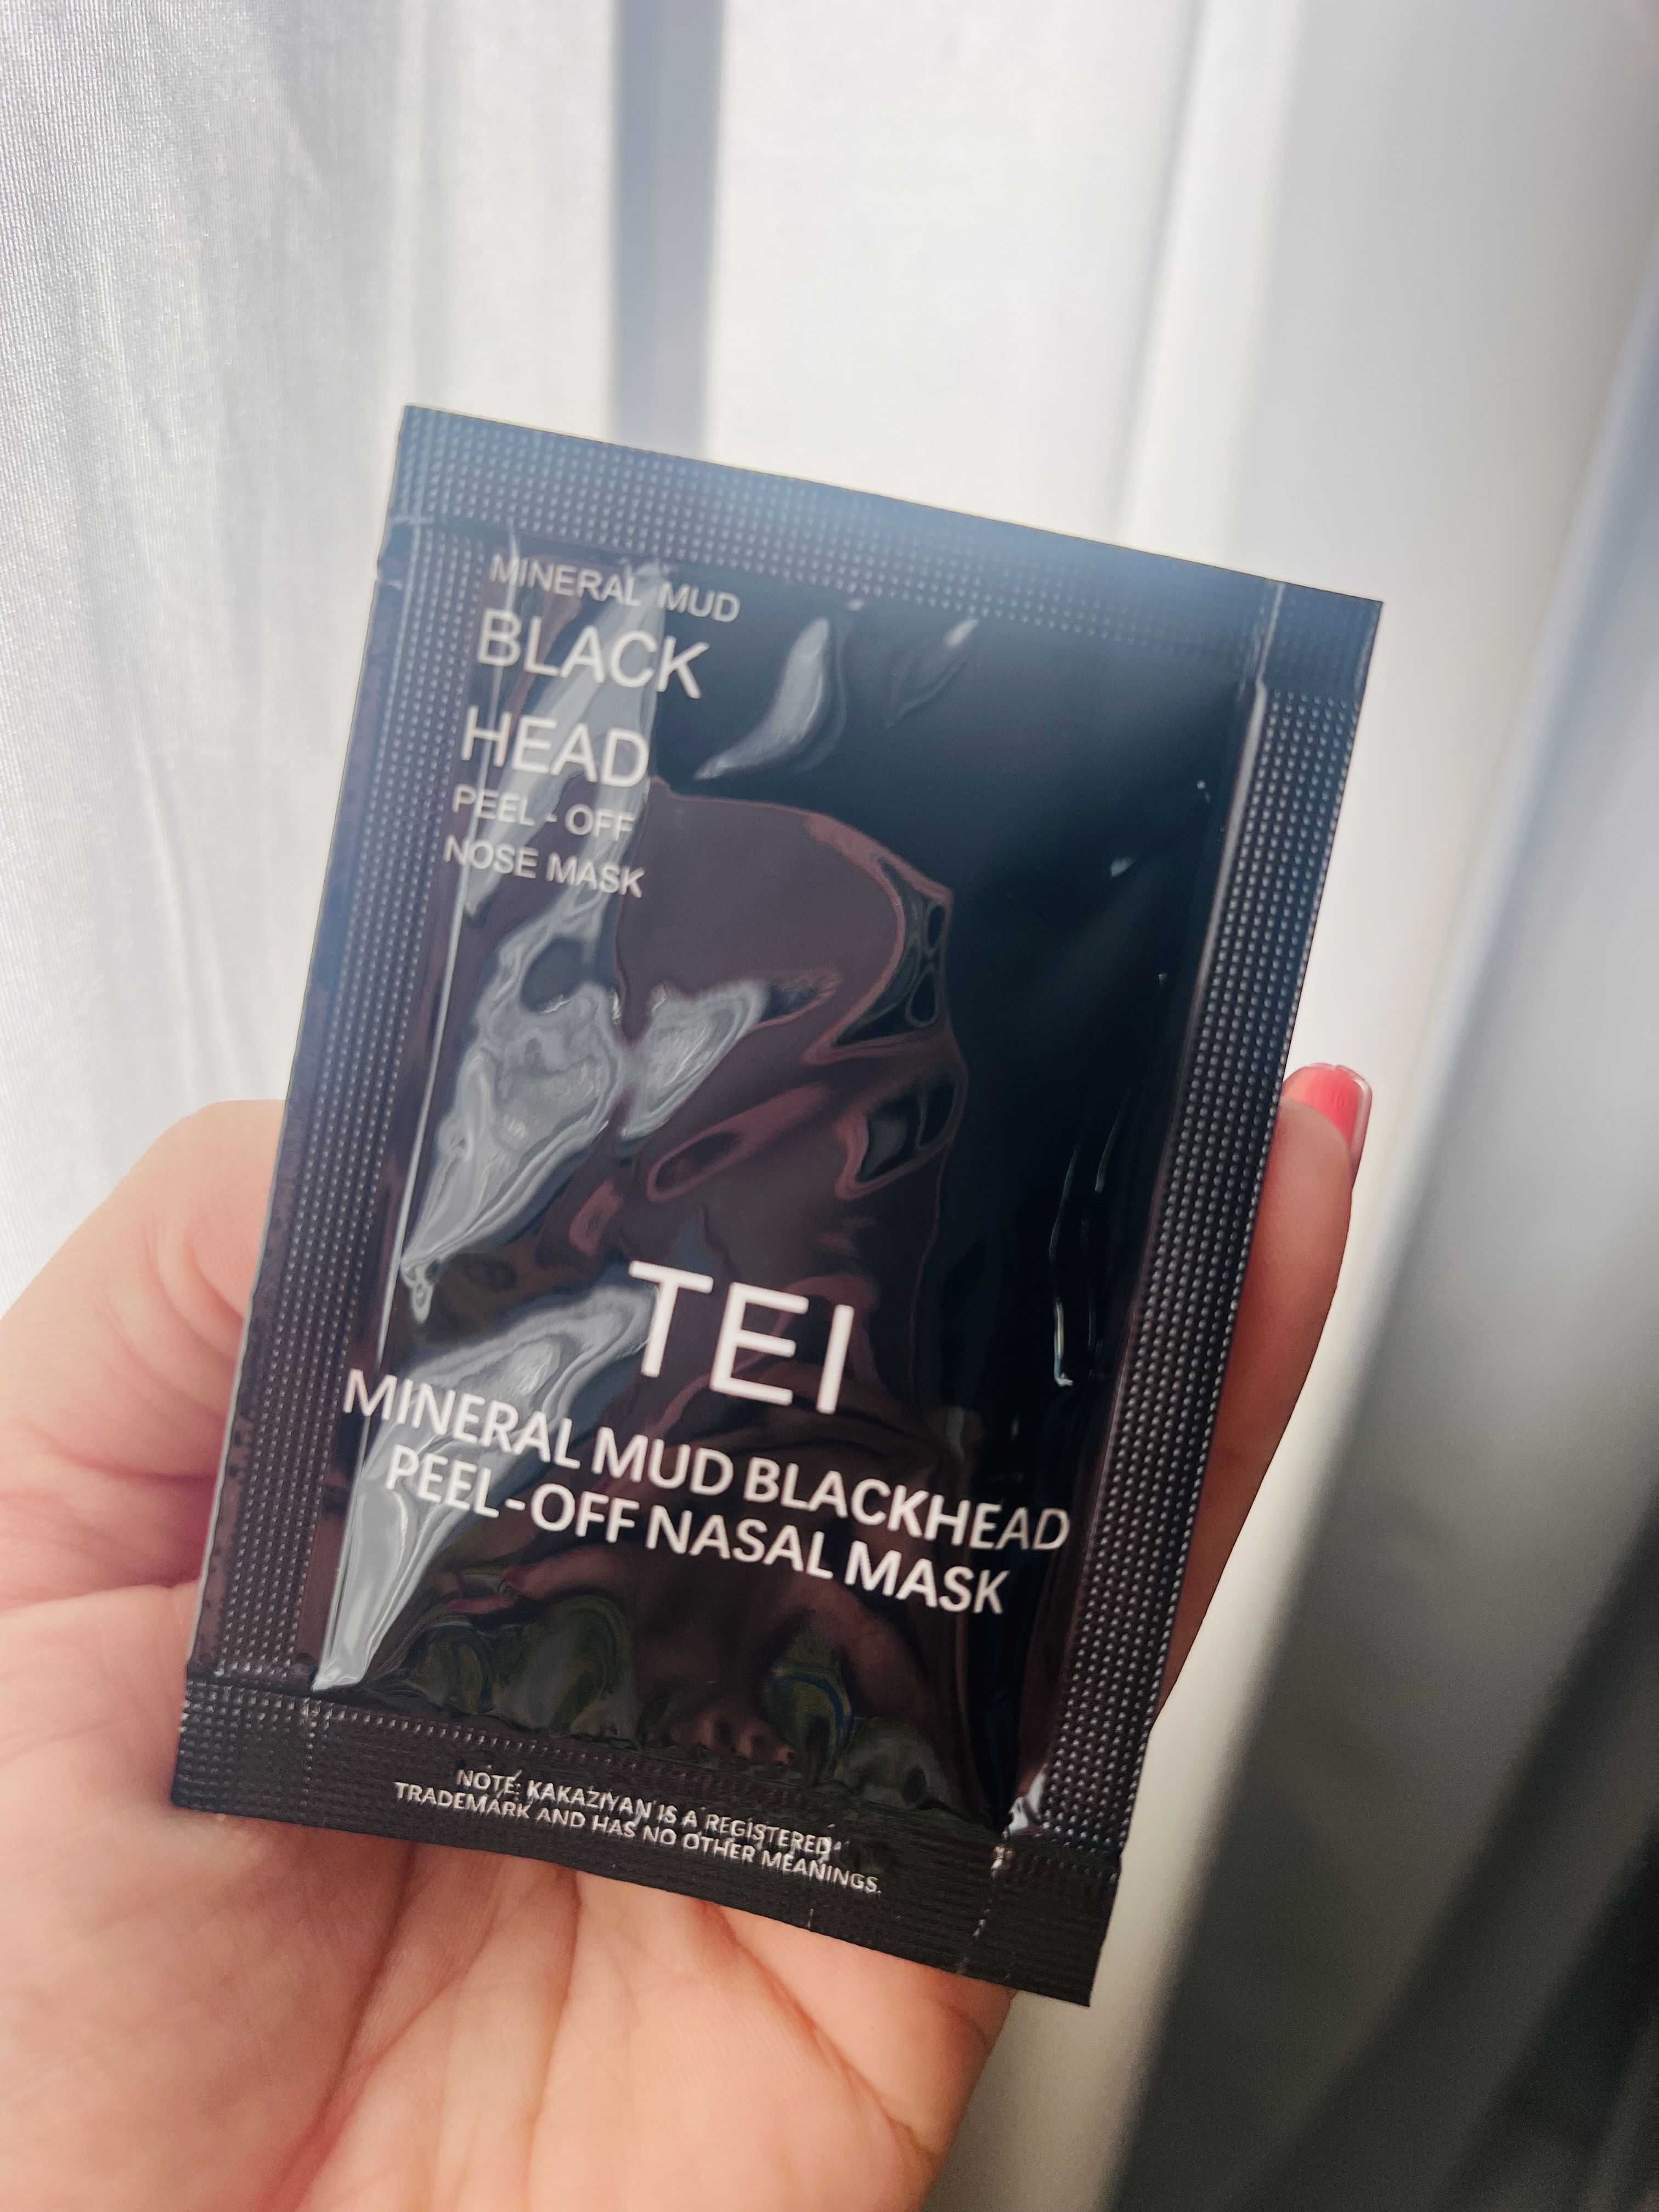 MINERAL MUD
BLACK
HEAD
PEEL - OFF
NOSE MASK
TEI
MINERAL MUD BLACKHEAD
PEEL-OFF NASAL MASK
NOTE: KAKAZIYAN IS A REGISTERED
TRADEMARK AND HAS NO OTHER MEANINGS.